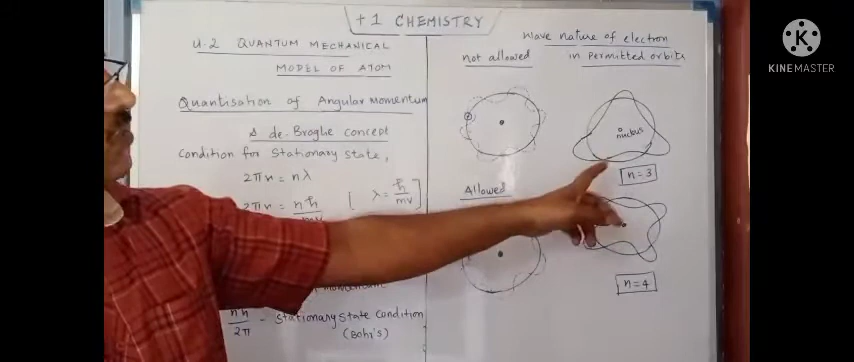 +1 CHEMISTRY
U.2 QUANTUM MECHANICAL
MODEL OF ATOM
Quantisation of Angular Momentum
& de-Broglie concept
Condition for Stationary state,
2πr = nλ
2πr = nh
mv
[ λ = h/mv ]
nh/2π - Stationary State Condition
(Bohr's)
Wave nature of electron
in permitted orbits
not allowed
nucleus
n=3
Allowed
n=4
KINEMASTER